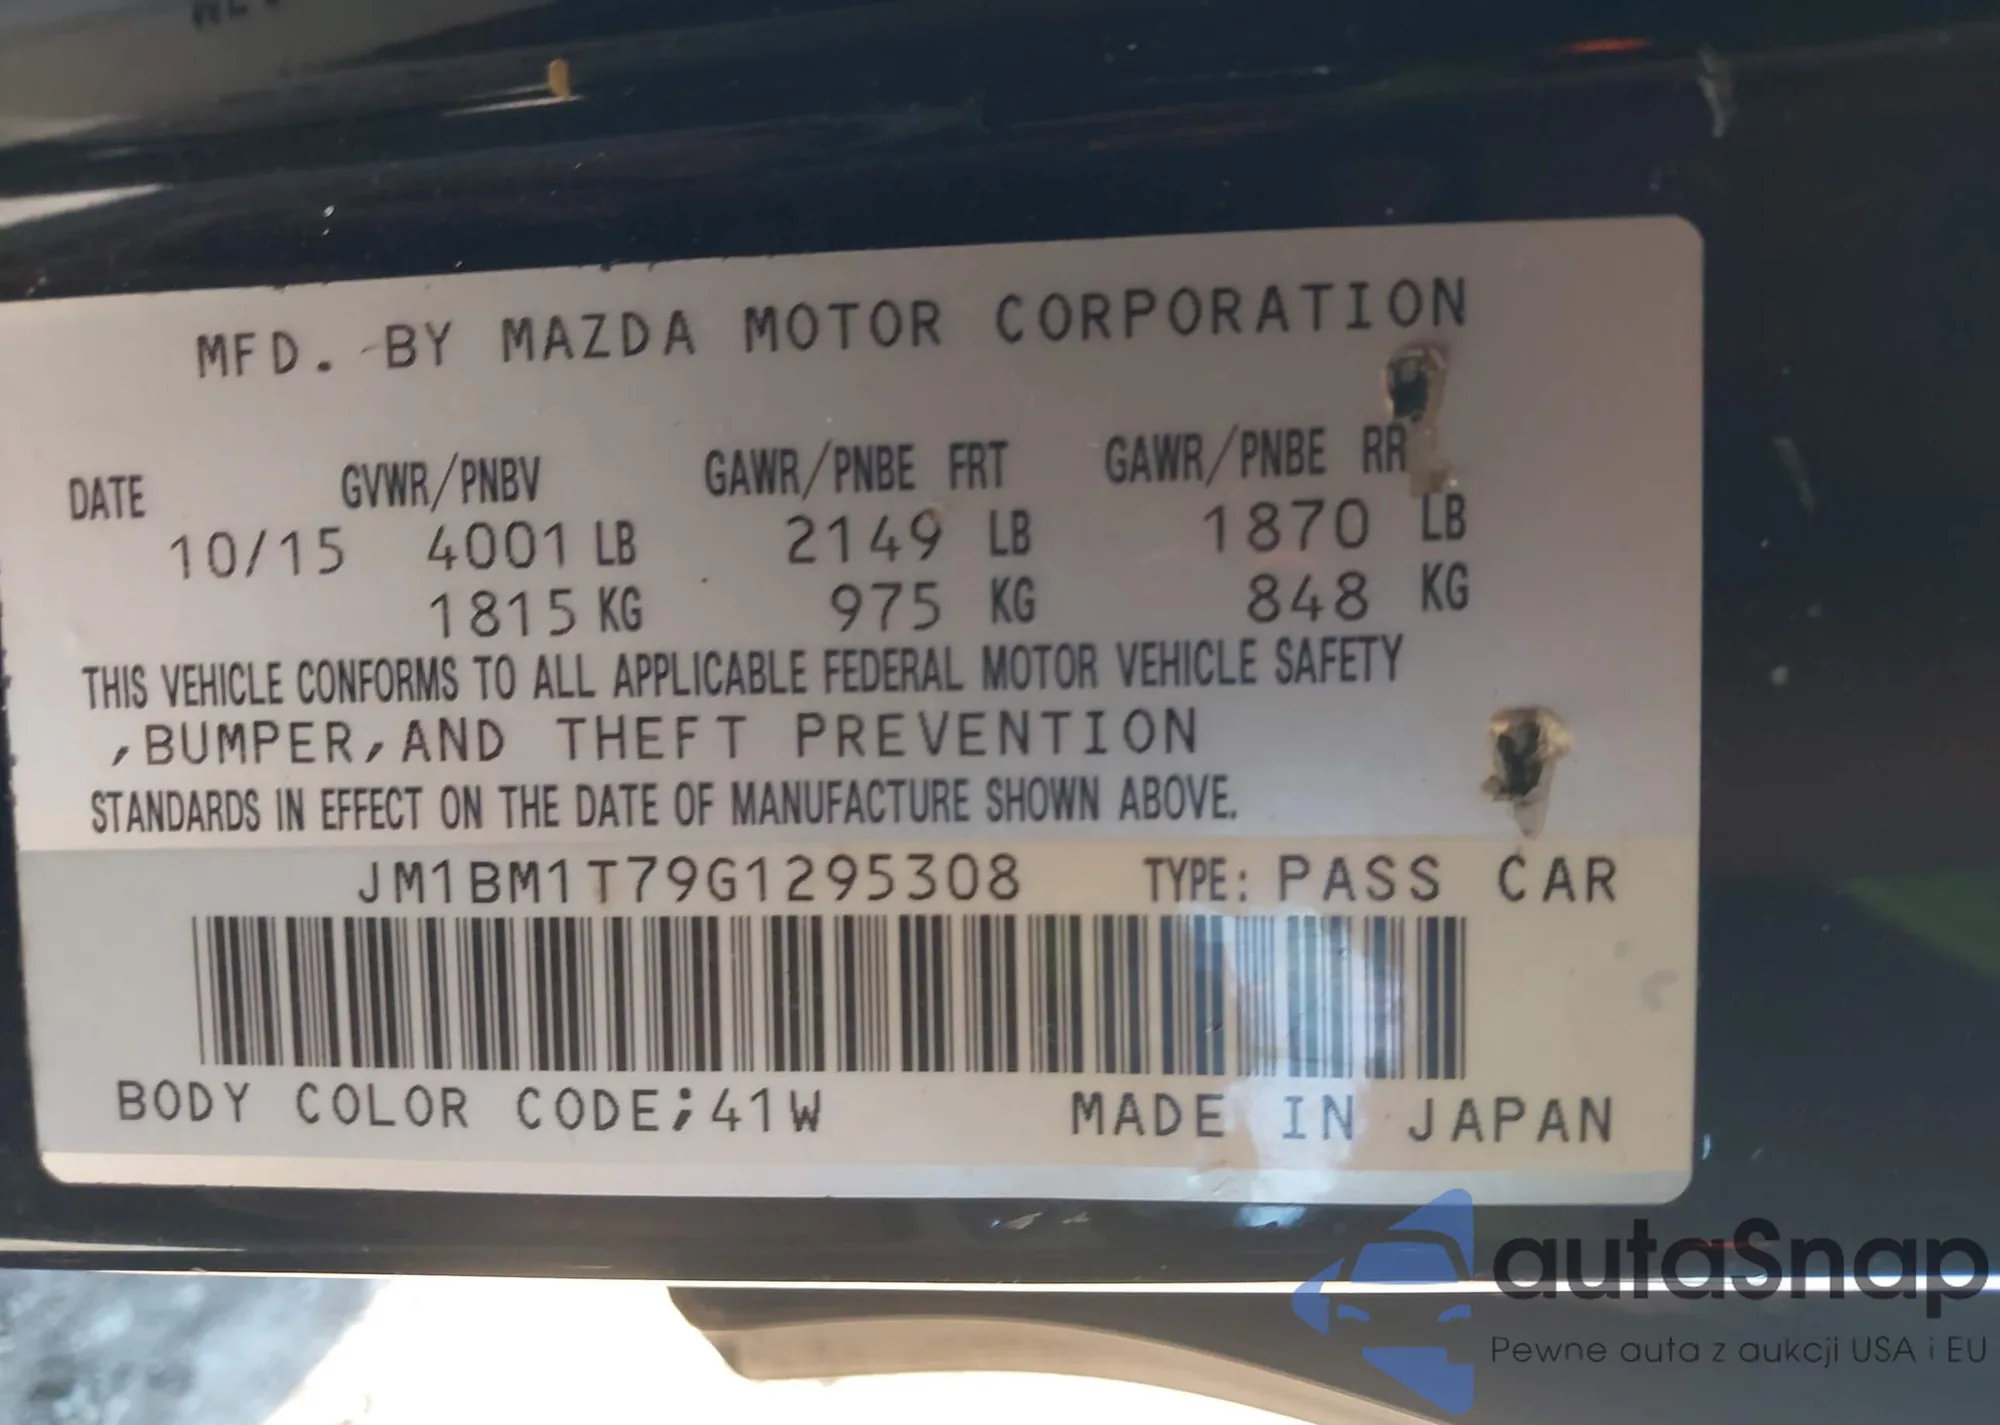 MFD. BY MAZDA MOTOR CORPORATION
DATE GVWR/PNBV GAWR/PNBE FRT GAWR/PNBE RR
10/15 4001 LB 2149 LB 1870 LB
1815 KG 975 KG 848 KG
THIS VEHICLE CONFORMS TO ALL APPLICABLE FEDERAL MOTOR VEHICLE SAFETY
,BUMPER,AND THEFT PREVENTION
STANDARDS IN EFFECT ON THE DATE OF MANUFACTURE SHOWN ABOVE.
JM1BM1T79G1295308 TYPE: PASS CAR
BODY COLOR CODE;41W MADE IN JAPAN
autaSnap
Pewne auta z aukcji USA i EU